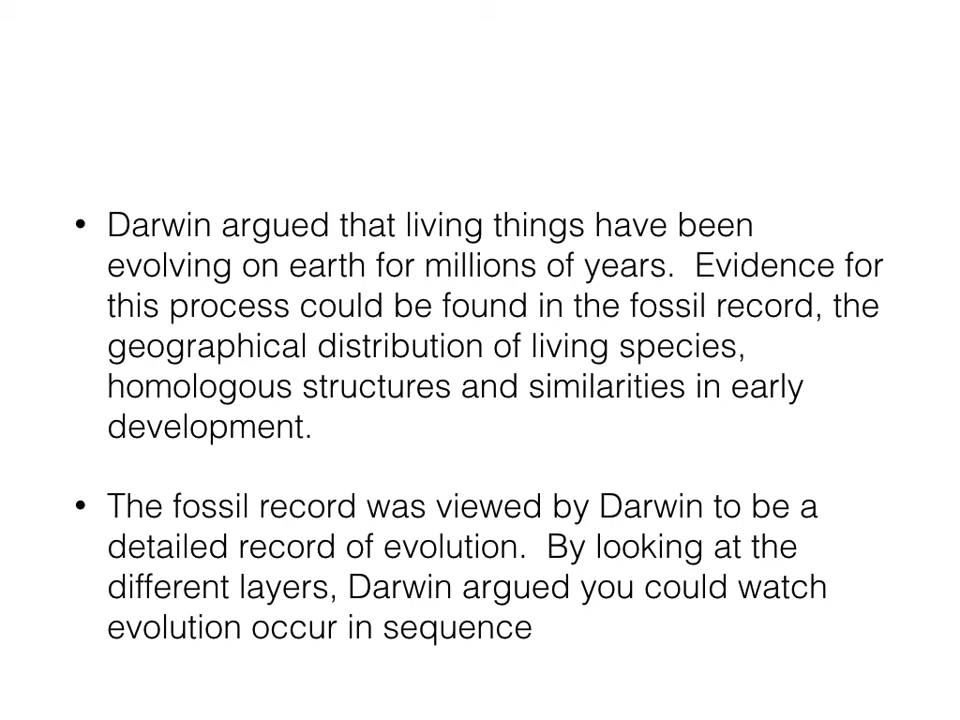 • Darwin argued that living things have been
evolving on earth for millions of years.  Evidence for
this process could be found in the fossil record, the
geographical distribution of living species,
homologous structures and similarities in early
development.
• The fossil record was viewed by Darwin to be a
detailed record of evolution.  By looking at the
different layers, Darwin argued you could watch
evolution occur in sequence